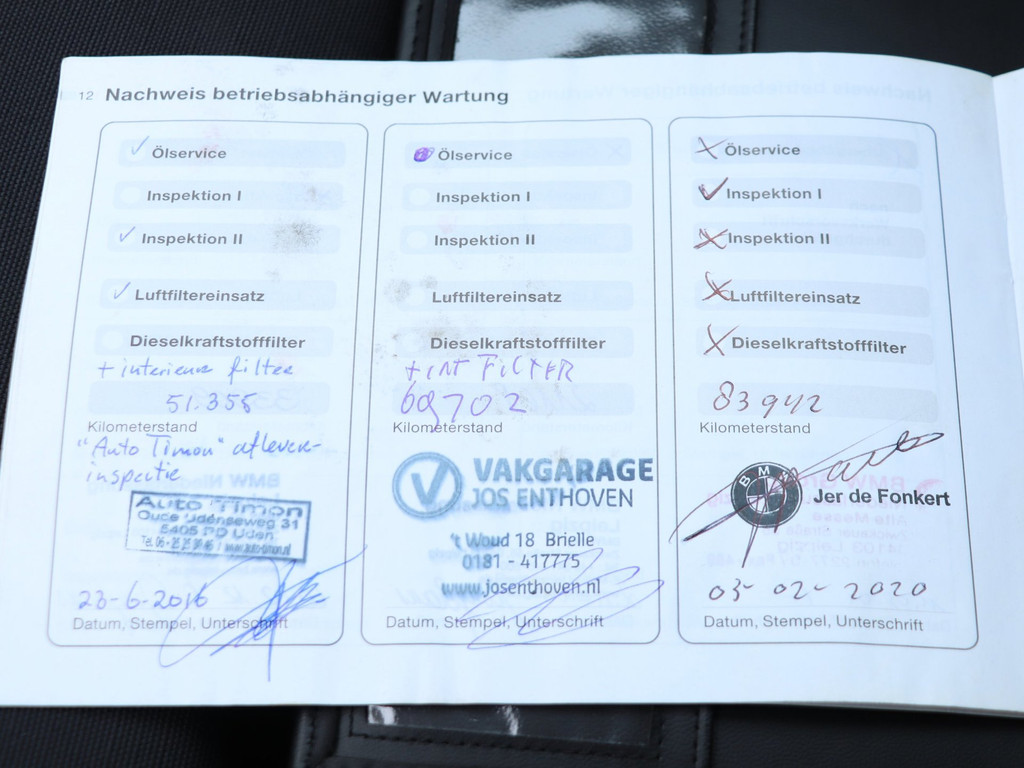 12 Nachweis betriebsabhängiger Wartung
Ölservice
Inspektion I
Inspektion II
Luftfiltereinsatz
Dieselkraftstofffilter
+ interieur filter
51.355
Kilometerstand
"Auto Timon" aflever-
inspectie
AUTO Timon
Oude Udenseweg 31
5405 PD Uden
23-6-2016
Datum, Stempel, Unterschrift
Ölservice
Inspektion I
Inspektion II
Luftfiltereinsatz
Dieselkraftstofffilter
+ INT FILTER
69702
Kilometerstand
VAKGARAGE
JOS ENTHOVEN
't Woud 18 Brielle
0181 - 417775
www.josenthoven.nl
Datum, Stempel, Unterschrift
Ölservice
Inspektion I
Inspektion II
Luftfiltereinsatz
Dieselkraftstofffilter
83942
Kilometerstand
BMW
Jer de Fonkert
03-02-2020
Datum, Stempel, Unterschrift